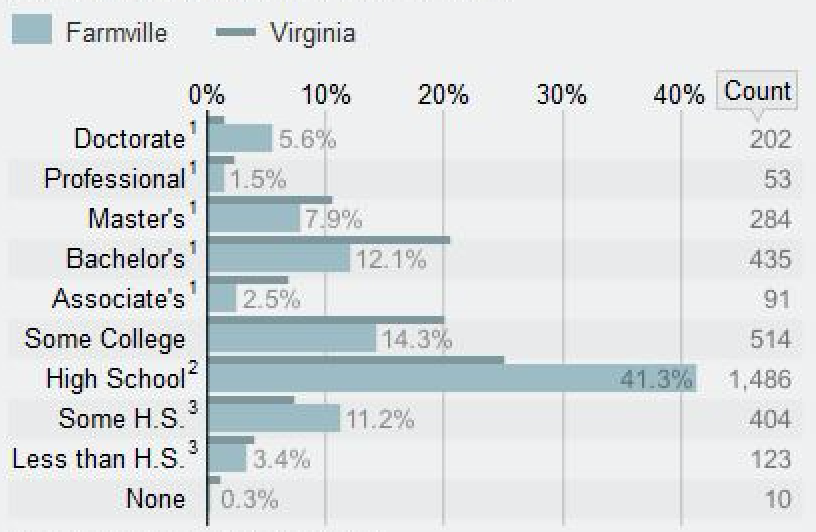 Farmville Virginia
0% 10% 20% 30% 40% Count
Doctorate¹ 5.6% 202
Professional¹ 1.5% 53
Master's¹ 7.9% 284
Bachelor's¹ 12.1% 435
Associate's¹ 2.5% 91
Some College 14.3% 514
High School² 41.3% 1,486
Some H.S.³ 11.2% 404
Less than H.S.³ 3.4% 123
None 0.3% 10